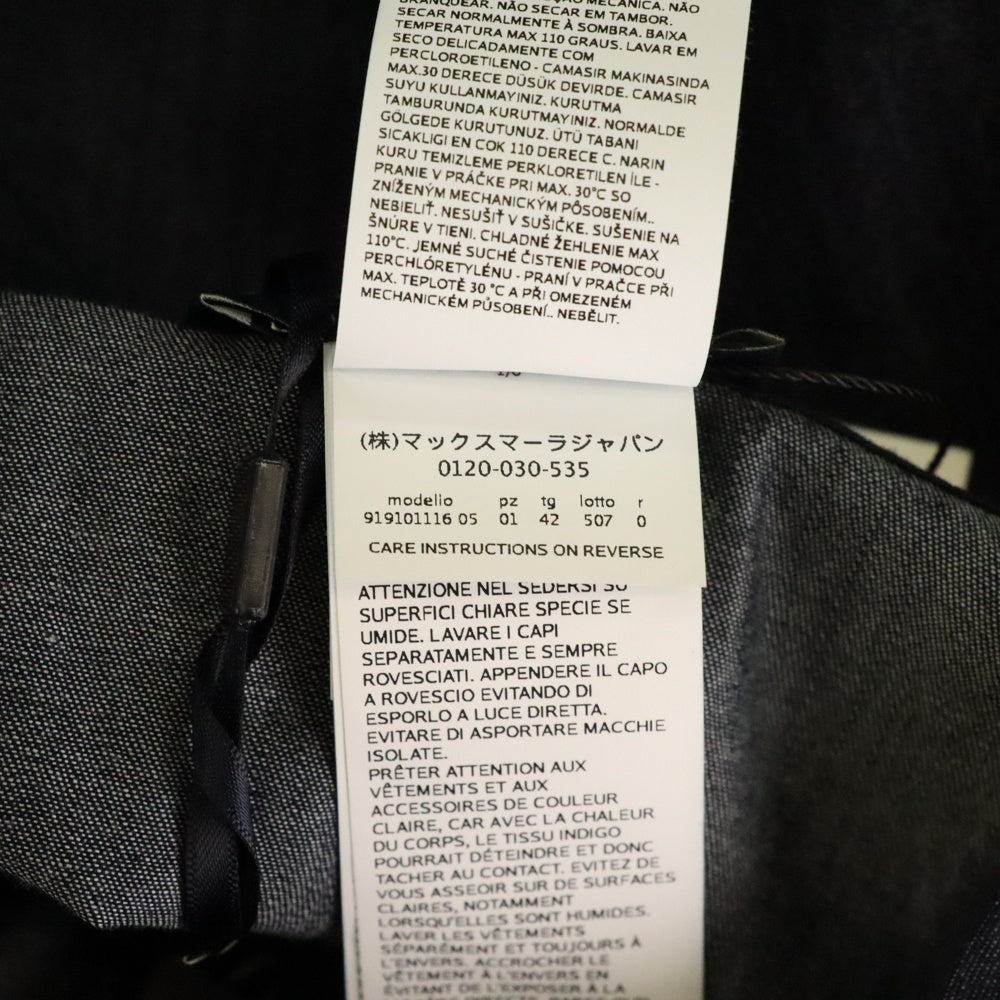 BRANQUEAR. NÃO SECAR EM TAMBOR.
SECAR NORMALMENTE À SOMBRA. BAIXA
TEMPERATURA MAX 110 GRAUS. LAVAR EM
SECO DELICADAMENTE COM
PERCLOROETILENO - CAMASIR MAKINASINDA
MAX.30 DERECE DÜSÜK DEVIRDE. CAMASIR
SUYU KULLANMAYINIZ. KURUTMA
TAMBURUNDA KURUTMAYINIZ. NORMALDE
GÖLGEDE KURUTUNUZ. ÜTÜ TABANI
SICAKLIGI EN COK 110 DERECE C. NARIN
KURU TEMIZLEME PERKLORETILEN İLE -
PRANIE V PRÁČKE PRI MAX. 30°C SO
ZNÍŽENÝM MECHANICKÝM PÔSOBENÍM..
NEBIELIŤ. NESUŠIŤ V SUŠIČKE. SUŠENIE NA
ŠNÚRE V TIENI. CHLADNÉ ŽEHLENIE MAX
110°C. JEMNÉ SUCHÉ ČISTENIE POMOCOU
PERCHLÓRETYLÉNU - PRANÍ V PRAČCE PŘI
MAX. TEPLOTĚ 30 °C A PŘI OMEZENÉM
MECHANICKÉM PŮSOBENÍ.. NEBĚLIT.
(株)マックスマーラジャパン
0120-030-535
modello pz tg lotto r
919101116 05 01 42 507 0
CARE INSTRUCTIONS ON REVERSE
ATTENZIONE NEL SEDERSI SU
SUPERFICI CHIARE SPECIE SE
UMIDE. LAVARE I CAPI
SEPARATAMENTE E SEMPRE
ROVESCIATI. APPENDERE IL CAPO
A ROVESCIO EVITANDO DI
ESPORLO A LUCE DIRETTA.
EVITARE DI ASPORTARE MACCHIE
ISOLATE.
PRÊTER ATTENTION AUX
VÊTEMENTS ET AUX
ACCESSOIRES DE COULEUR
CLAIRE, CAR AVEC LA CHALEUR
DU CORPS, LE TISSU INDIGO
POURRAIT DÉTEINDRE ET DONC
TACHER AU CONTACT. EVITEZ DE
VOUS ASSEOIR SUR DE SURFACES
CLAIRES, NOTAMMENT
LORSQU'ELLES SONT HUMIDES.
LAVER LES VÊTEMENTS
SÉPARÉMENT ET TOUJOURS À
L'ENVERS. ACCROCHER LE
VÊTEMENT À L'ENVERS EN
ÉVITANT DE L'EXPOSER À LA